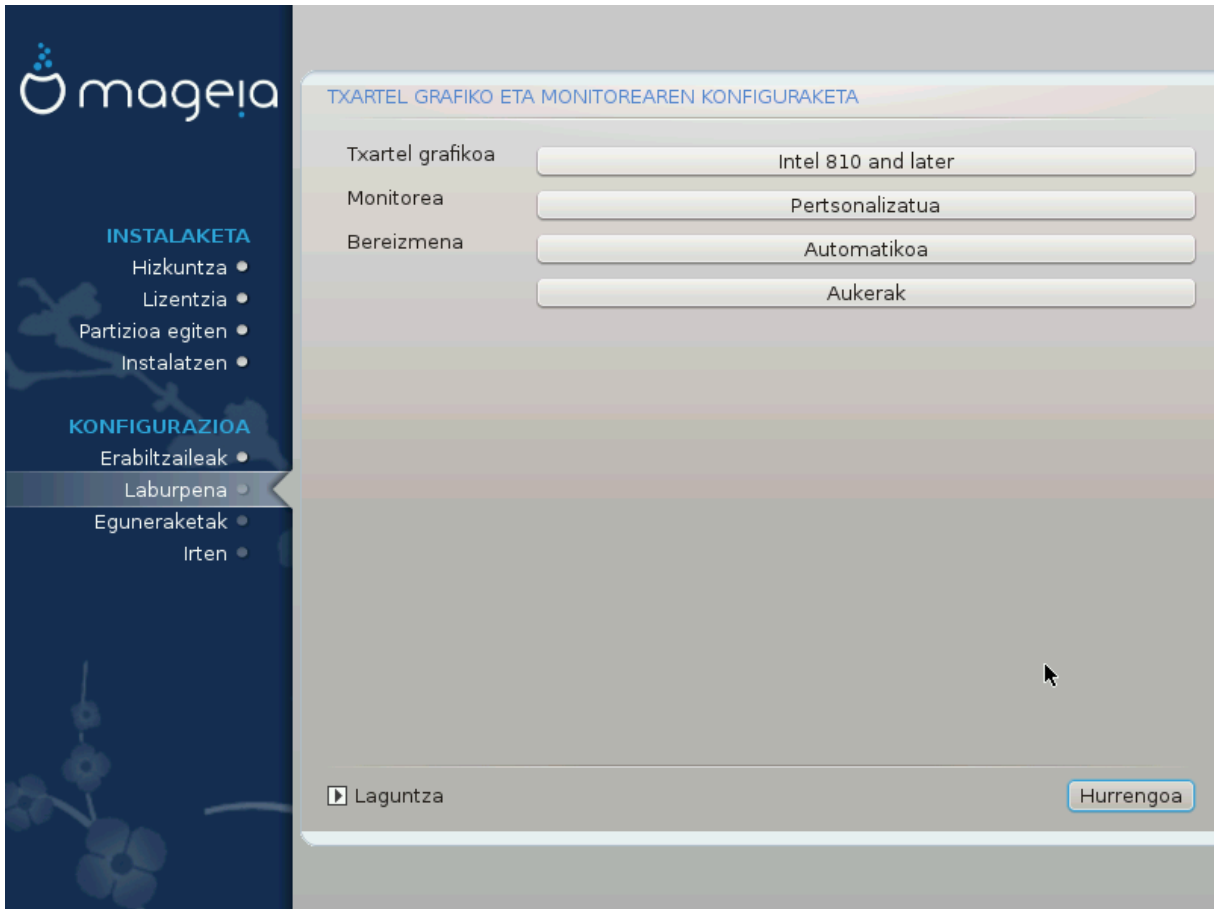 mageia
INSTALAKETA
Hizkuntza
Lizentzia
Partizioa egiten
Instalatzen
KONFIGURAZIOA
Erabiltzaileak
Laburpena
Eguneraketak
Irten
TXARTEL GRAFIKO ETA MONITOREAREN KONFIGURAKETA
Txartel grafikoa Intel 810 and later
Monitorea Pertsonalizatua
Bereizmena Automatikoa
Aukerak
Laguntza Hurrengoa